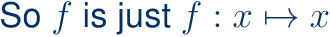 So f is just f : x ↦ x